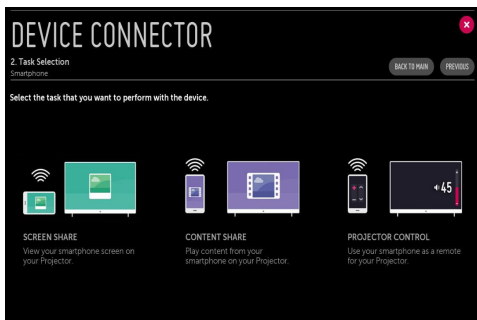 DEVICE CONNECTOR
2. Task Selection
Smartphone
BACK TO MAIN
PREVIOUS
Select the task that you want to perform with the device.
45
SCREEN SHARE
View your smartphone screen on
your Projector.
CONTENT SHARE
Play content from your
smartphone on your Projector.
PROJECTOR CONTROL
Use your smartphone as a remote
for your Projector.